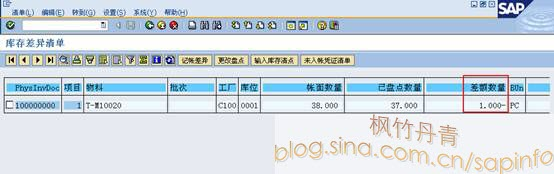 清单(L) 编辑(E) 转到(G) 设置(S) 系统(Y) 帮助(H)
SAP
库存差异清单
记帐差异 更改盘点 输入库存清点 未入帐凭证清单
PhysInvDoc 项目 物料 批次 工厂 库位 帐面数量 已盘点数量 差额数量 BUn
100000000 1 T-M10020 C100 0001 38.000 37.000 1.000- PC
枫竹丹青
blog.sina.com.cn/sapinfo